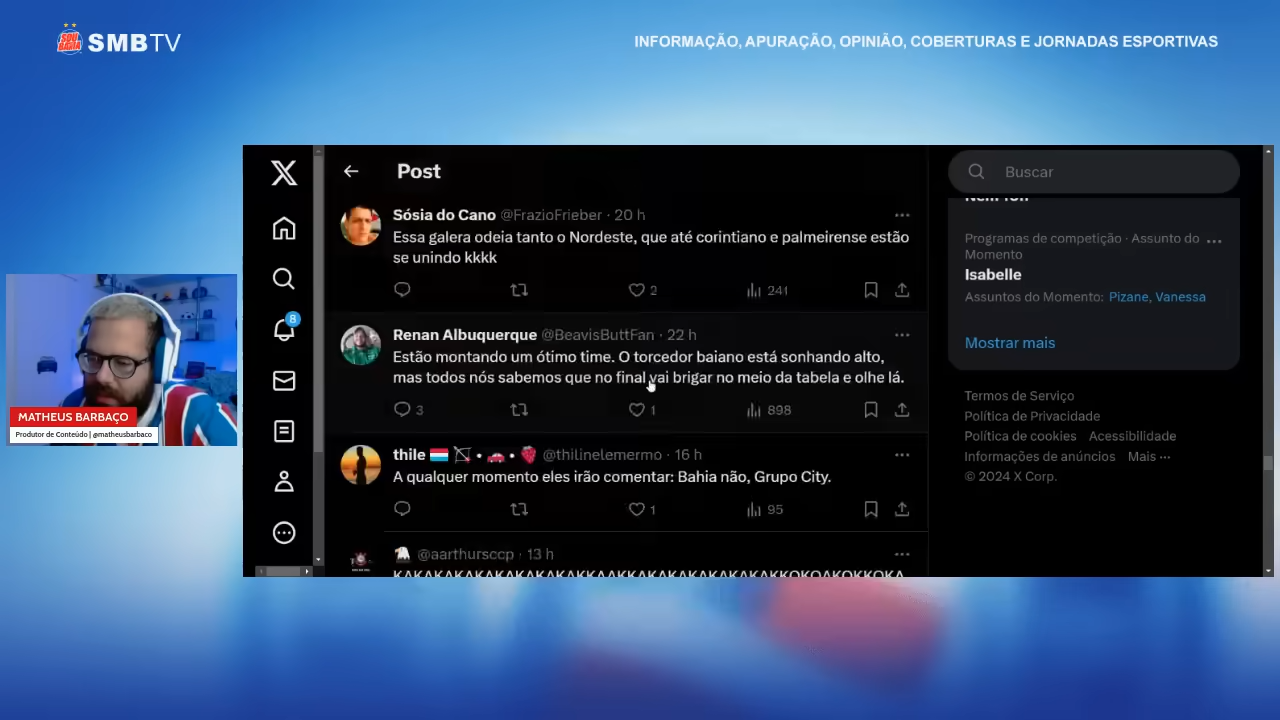 SOU BAHIA
SMBTV
INFORMAÇÃO, APURAÇÃO, OPINIÃO, COBERTURAS E JORNADAS ESPORTIVAS
Post
Buscar
Sósia do Cano @FrazioFrieber · 20 h
Essa galera odeia tanto o Nordeste, que até corintiano e palmeirense estão
se unindo kkkk
2
241
Programas de competição · Assunto do
Momento
Isabelle
Assuntos do Momento: Pizane, Vanessa
Mostrar mais
8
Renan Albuquerque @BeavisButtFan · 22 h
Estão montando um ótimo time. O torcedor baiano está sonhando alto,
mas todos nós sabemos que no final vai brigar no meio da tabela e olhe lá.
3
1
898
Termos de Serviço
Política de Privacidade
Política de cookies Acessibilidade
Informações de anúncios Mais ···
© 2024 X Corp.
MATHEUS BARBAÇO
Produtor de Conteúdo | @matheusbarbaco
thile @thilinelemermo · 16 h
A qualquer momento eles irão comentar: Bahia não, Grupo City.
1
95
@aarthursccp · 13 h